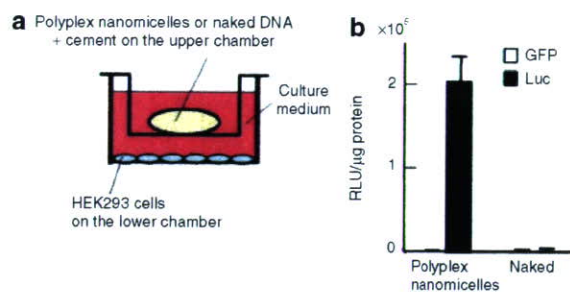 a
Polyplex nanomicelles or naked DNA
+ cement on the upper chamber
Culture
medium
HEK293 cells
on the lower chamber
b
RLU/µg protein
2
1
0
GFP
Luc
Polyplex
nanomicelles
Naked